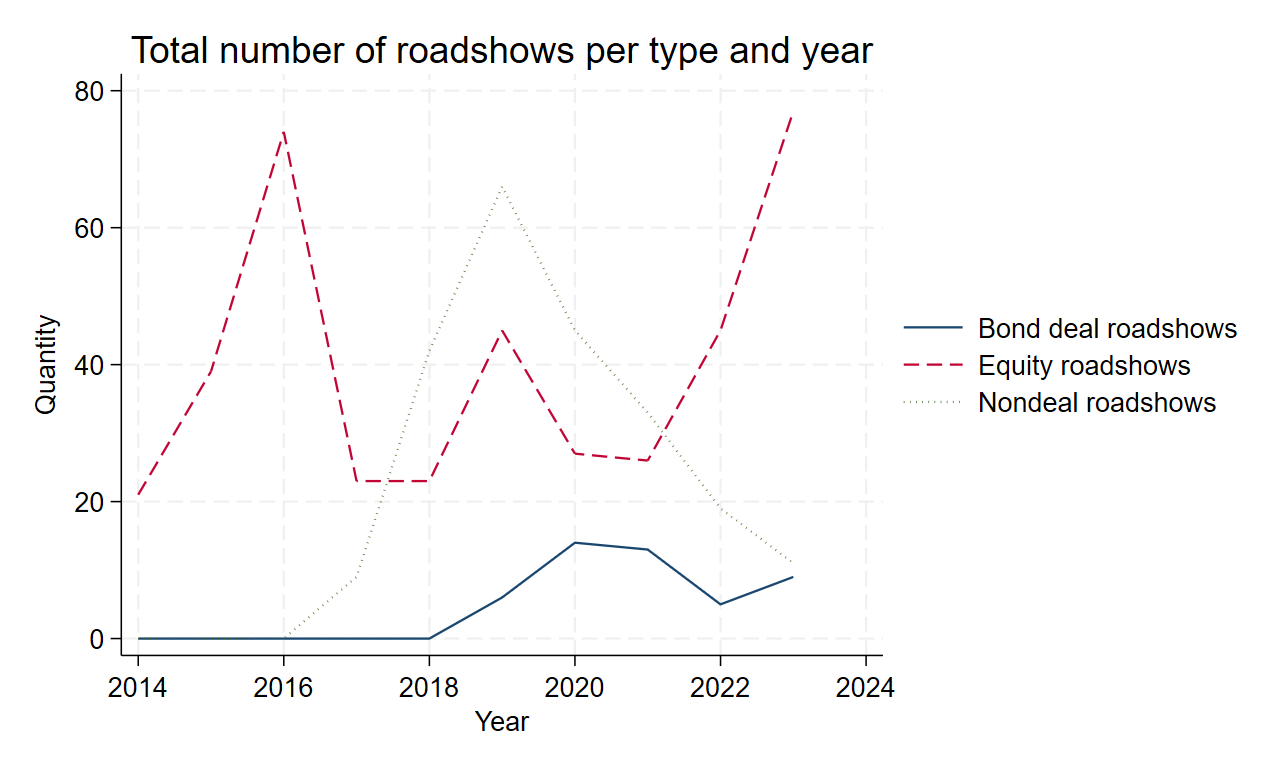 Total number of roadshows per type and year
80
60
40
20
0
Quantity
2014 2016 2018 2020 2022 2024
Year
Bond deal roadshows
Equity roadshows
Nondeal roadshows